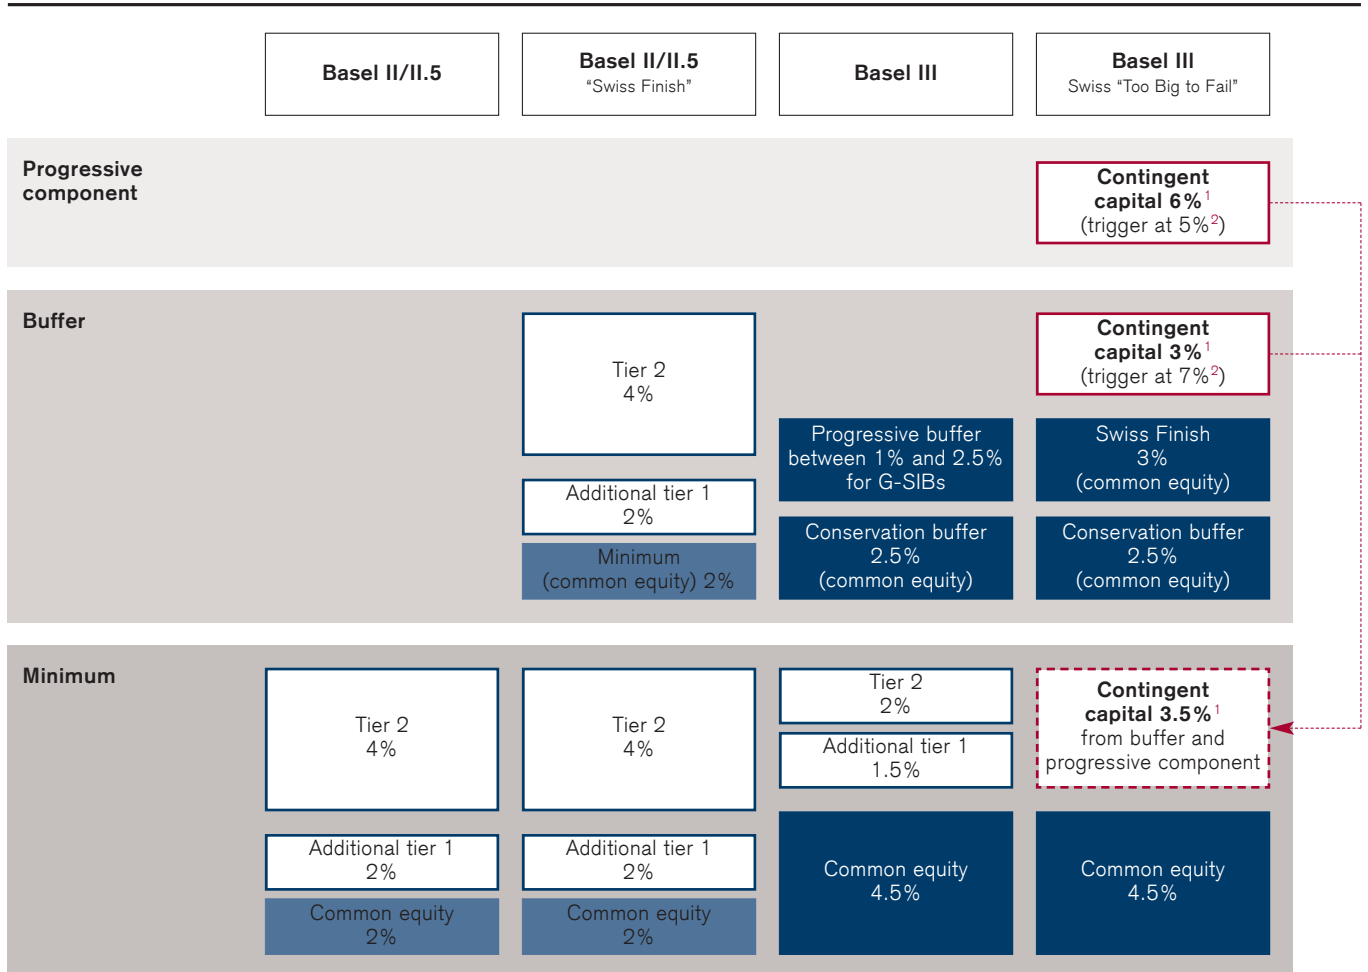 Basel II/II.5
Basel II/II.5
“Swiss Finish”
Basel III
Basel III
Swiss “Too Big to Fail”
Progressive
component
Contingent
capital 6% 1
(trigger at 5%2)
Buffer
Tier 2
4%
Additional tier 1
2%
Minimum
(common equity) 2%
Progressive buffer
between 1% and 2.5%
for G-SIBs
Conservation buffer
2.5%
(common equity)
Contingent
capital 3% 1
(trigger at 7%2)
Swiss Finish
3%
(common equity)
Conservation buffer
2.5%
(common equity)
Minimum
Tier 2
4%
Additional tier 1
2%
Common equity
2%
Tier 2
4%
Additional tier 1
2%
Common equity
2%
Tier 2
2%
Additional tier 1
1.5%
Common equity
4.5%
Contingent
capital 3.5% 1
from buffer and
progressive component
Common equity
4.5%